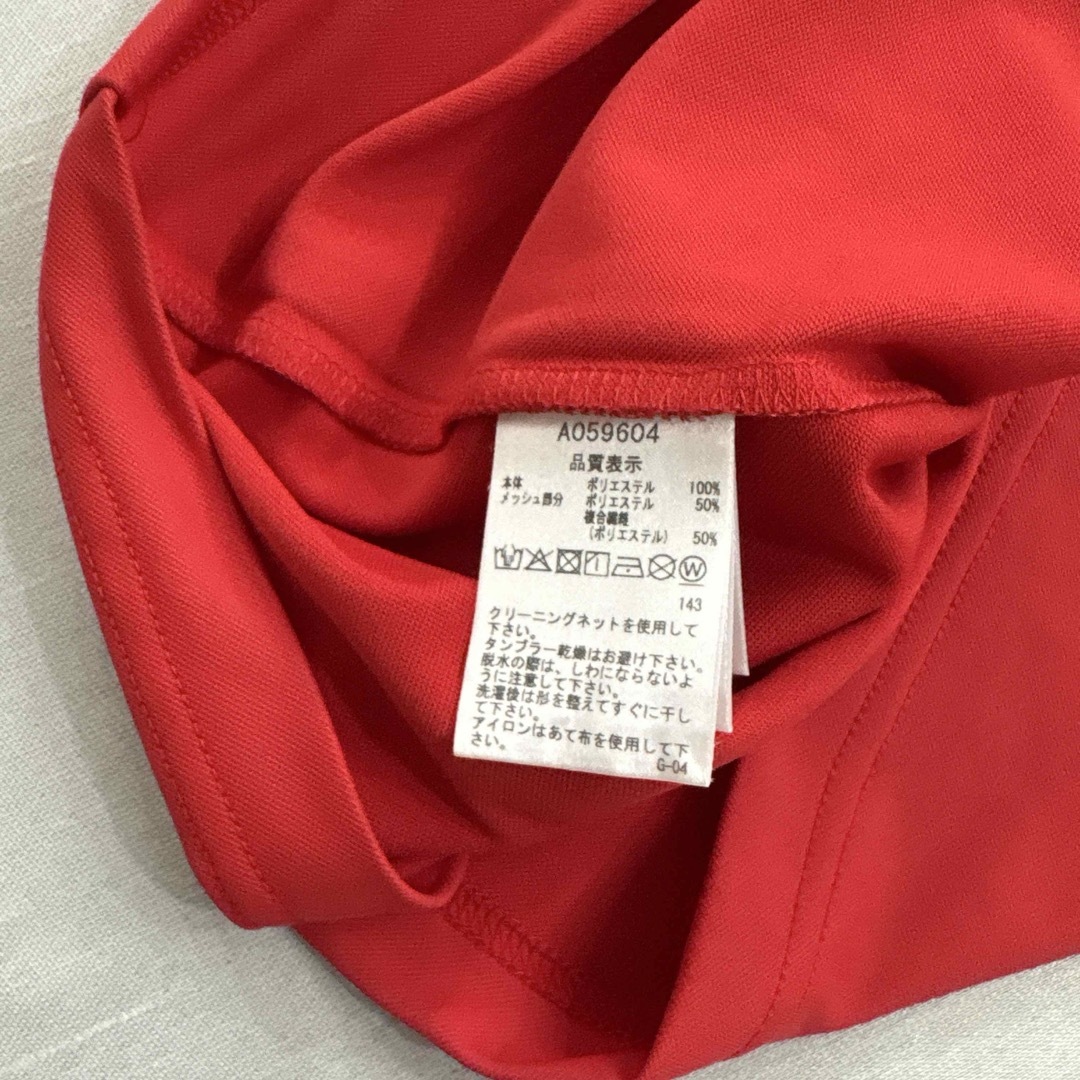 A059604
品質表示
本体 ポリエステル 100%
メッシュ部分 ポリエステル 50%
複合繊維
(ポリエステル) 50%
W
143
クリーニングネットを使用して
下さい。
タンブラー乾燥はお避け下さい。
脱水の際は、しわにならないよ
うに注意して下さい。
洗濯後は形を整えてすぐに干し
て下さい。
アイロンはあて布を使用して下
さい。
G-04